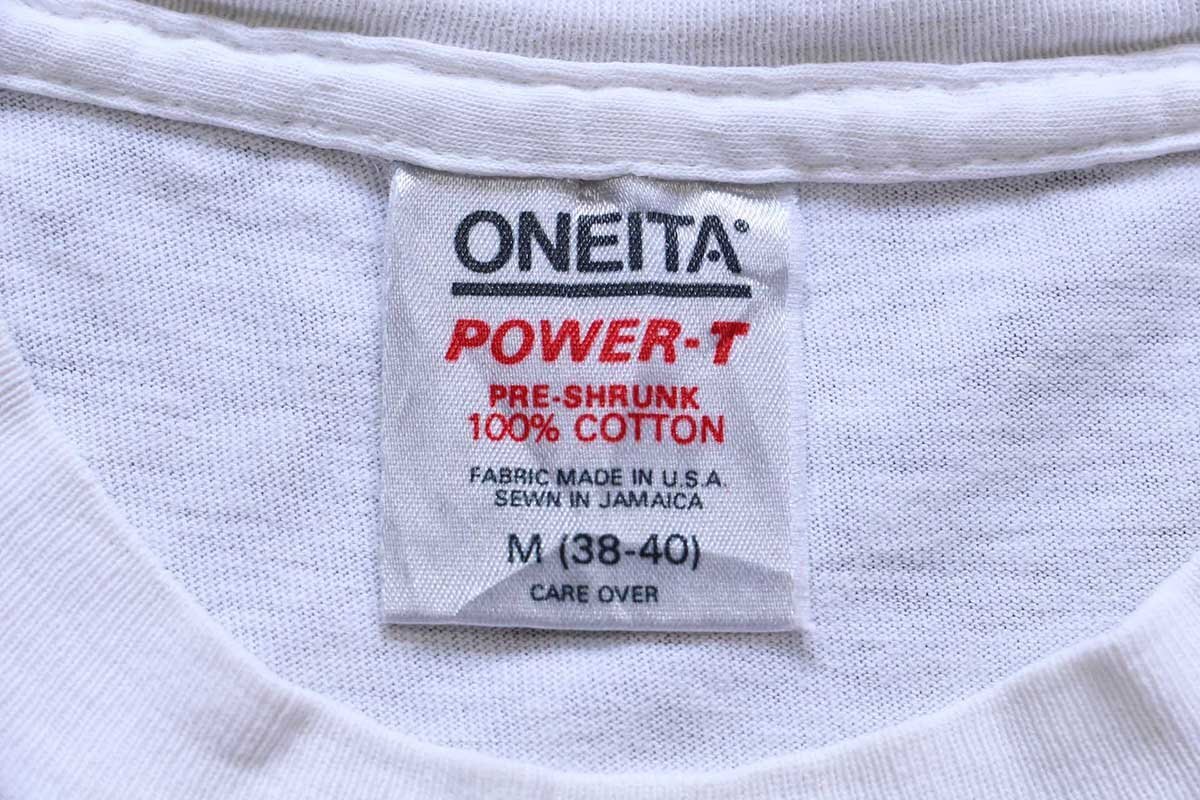 ONEITA®
POWER-T
PRE-SHRUNK
100% COTTON
FABRIC MADE IN U.S.A.
SEWN IN JAMAICA
M (38-40)
CARE OVER